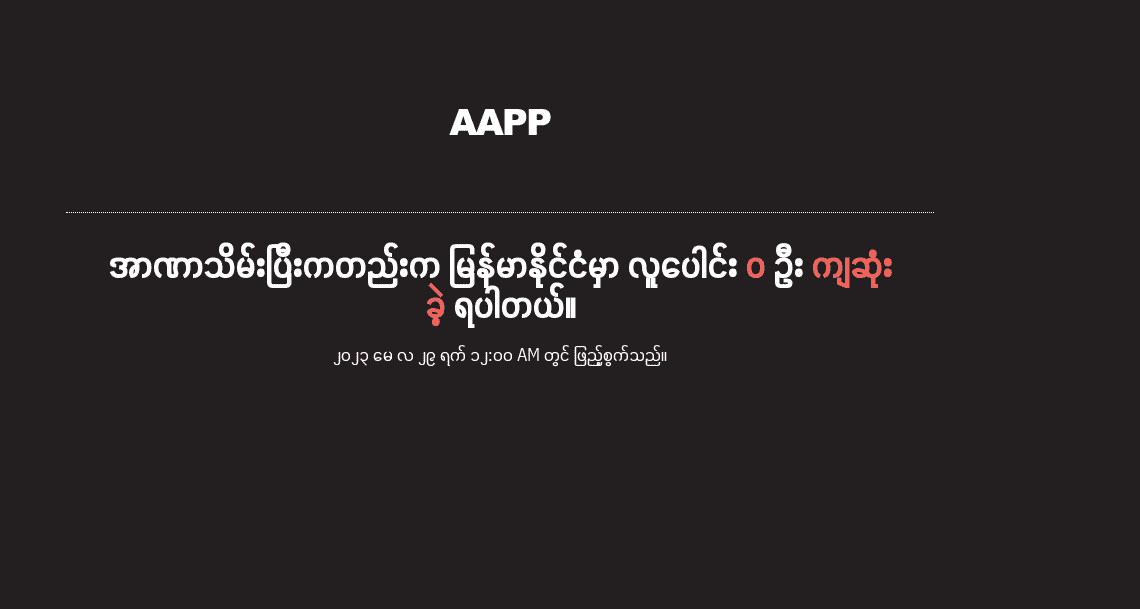 AAPP
အာဏာသိမ်းပြီးကတည်းက မြန်မာနိုင်ငံမှာ လူပေါင်း ၀ ဦး ကျဆုံး
ခဲ့ ရပါတယ်။
၂၀၂၃ မေ လ ၂၉ ရက် ၁၂:၀၀ AM တွင် ဖြည့်စွက်သည်။